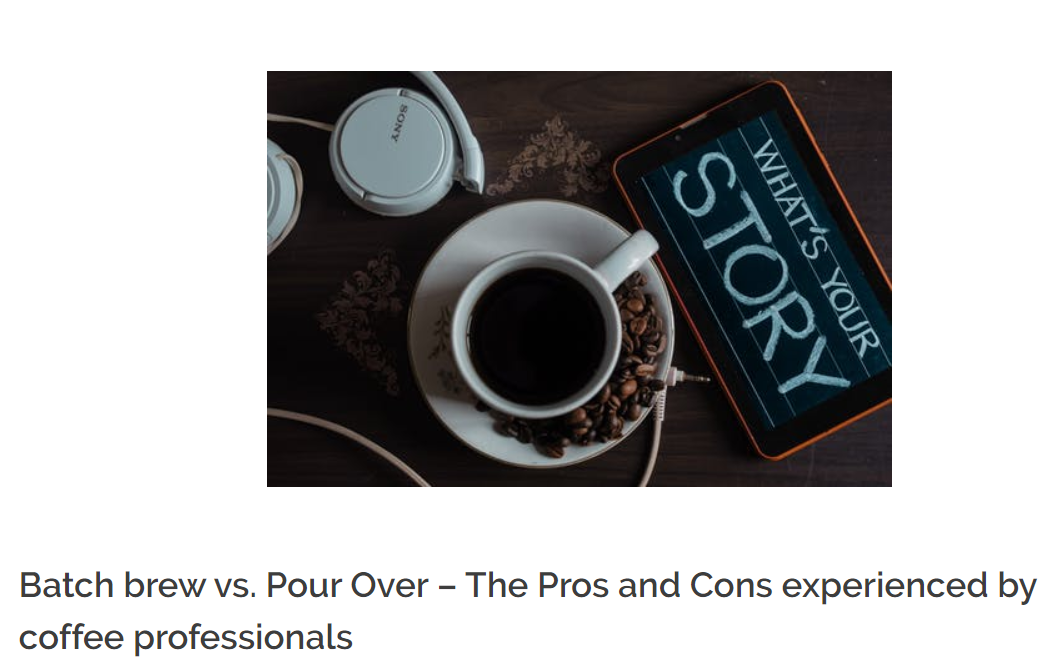 SONY
WHAT'S YOUR
STORY
Batch brew vs. Pour Over – The Pros and Cons experienced by
coffee professionals